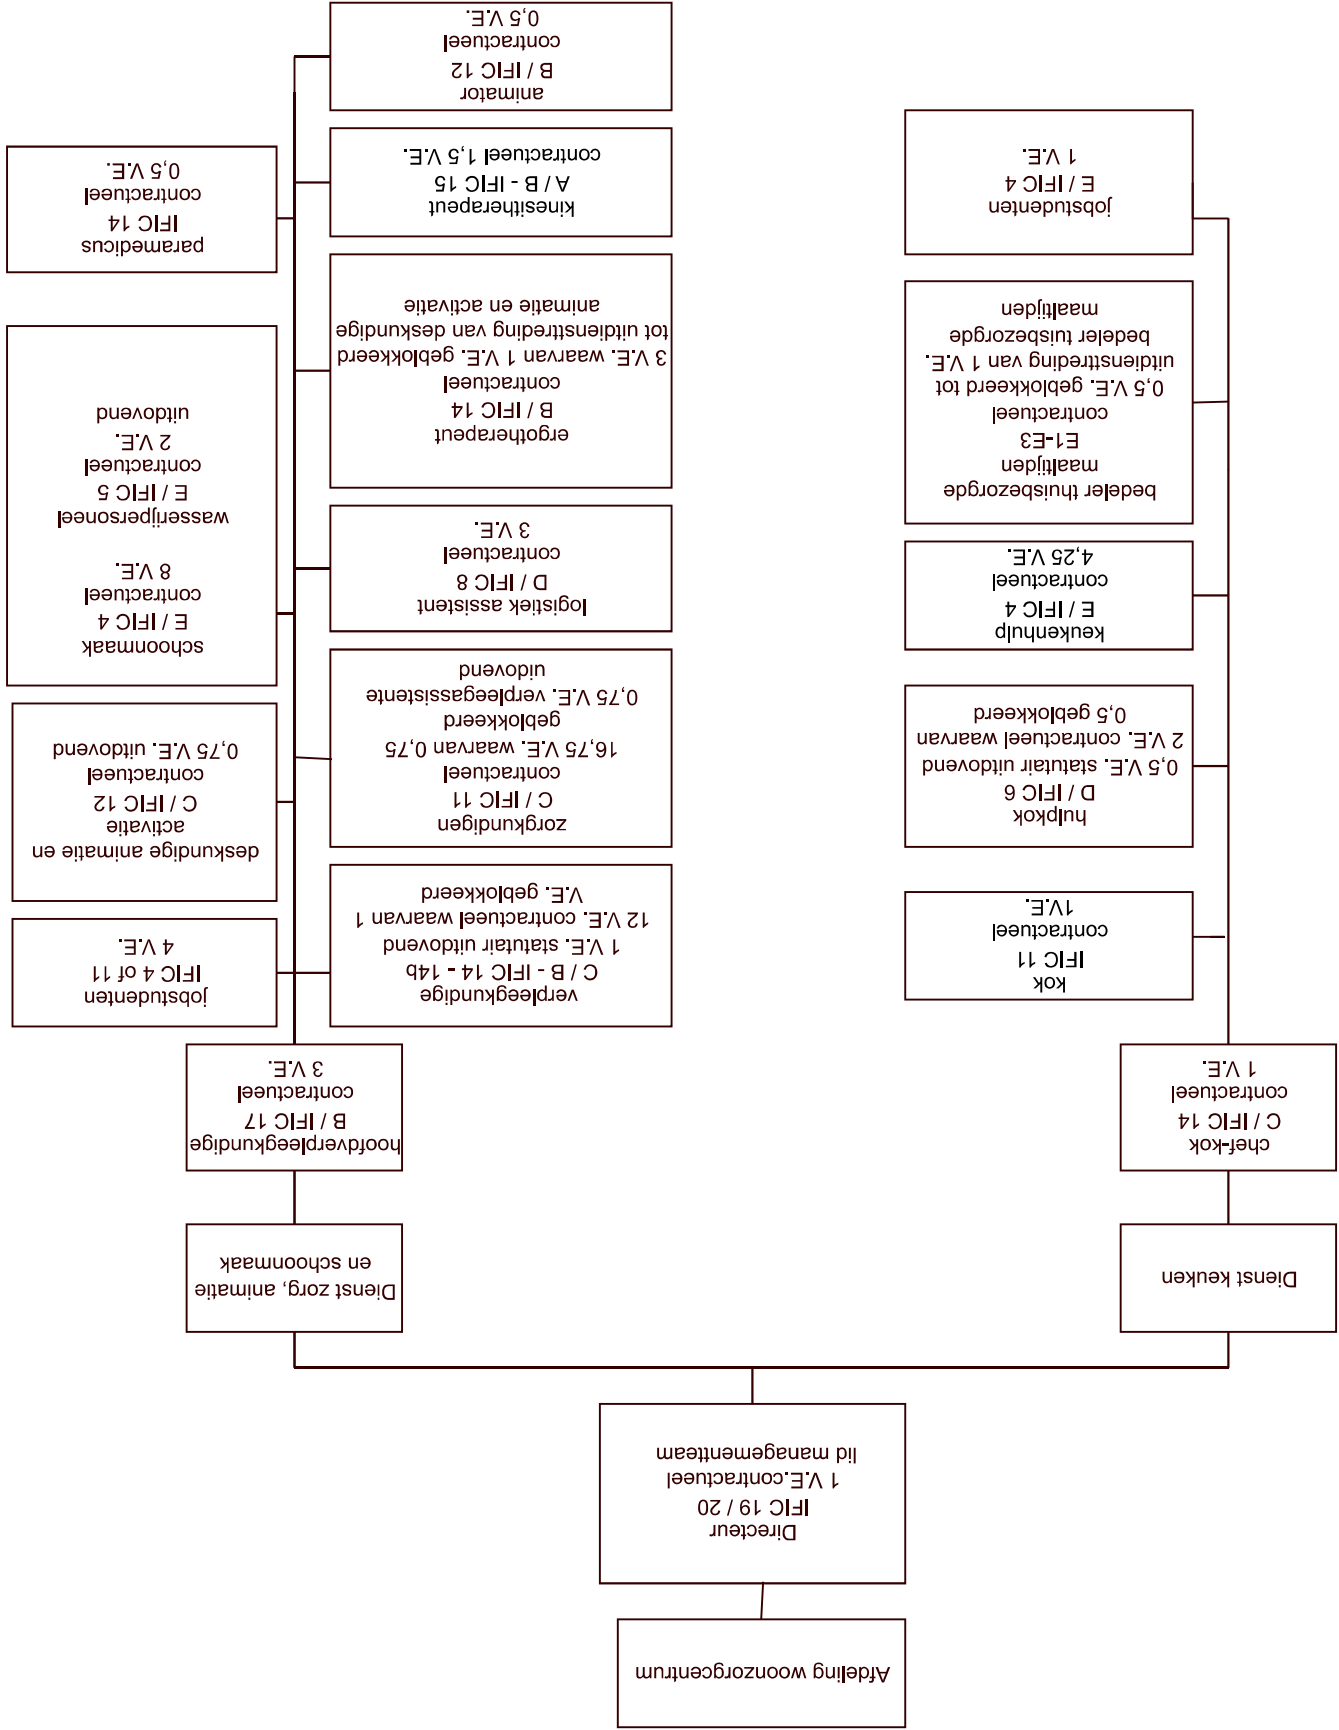 Afdeling woonzorgcentrum
Directeur
IFIC 19 / 20
1 V.E.contractueel
lid managementteam
Dienst keuken
chef-kok
C / IFIC 14
contractueel
1 V.E.
kok
IFIC 11
contractueel
1V.E.
hulpkok
D / IFIC 6
0,5 V.E. statutair uitdovend
2 V.E. contractueel waarvan
0,5 geblokkeerd
keukenhulp
E / IFIC 4
contractueel
4,25 V.E.
bedeler thuisbezorgde
maaltijden
E1-E3
contractueel
0,5 V.E. geblokkeerd tot
uitdiensttreding van 1 V.E.
bedeler tuisbezorgde
maaltijden
jobstudenten
E / IFIC 4
1 V.E.
Dienst zorg, animatie
en schoonmaak
hoofdverpleegkundige
B / IFIC 17
contractueel
3 V.E.
verpleegkundige
C / B - IFIC 14 - 14b
1 V.E. statutair uitdovend
12 V.E. contractueel waarvan 1
V.E. geblokkeerd
jobstudenten
IFIC 4 of 11
4 V.E.
zorgkundigen
C / IFIC 11
contractueel
16,75 V.E. waarvan 0,75
geblokkeerd
0,75 V.E. verpleegassistente
uidovend
deskundige animatie en
activatie
C / IFIC 12
contractueel
0,75 V.E. uitdovend
logistiek assistent
D / IFIC 8
contractueel
3 V.E.
schoonmaak
E / IFIC 4
contractueel
8 V.E.
wasserijpersoneel
E / IFIC 5
contractueel
2 V.E.
uitdovend
ergotherapeut
B / IFIC 14
contractueel
3 V.E. waarvan 1 V.E. geblokkeerd
tot uitdiensttreding van deskundige
animatie en activatie
kinesitherapeut
A / B - IFIC 15
contractueel 1,5 V.E.
paramedicus
IFIC 14
contractueel
0,5 V.E.
animator
B / IFIC 12
contractueel
0,5 V.E.